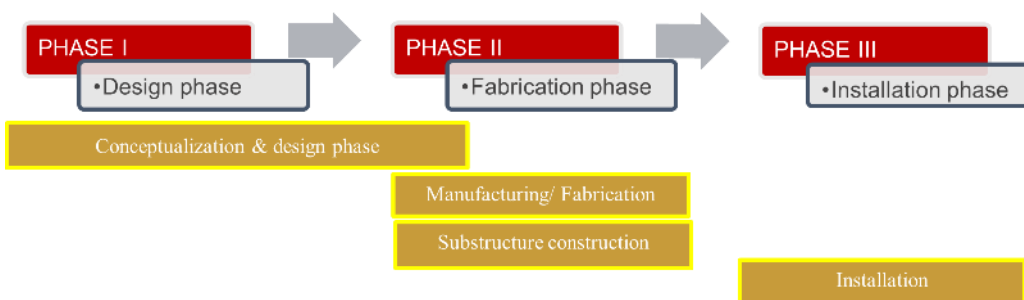 PHASE I
•Design phase
PHASE II
•Fabrication phase
PHASE III
•Installation phase
Conceptualization & design phase
Manufacturing/ Fabrication
Substructure construction
Installation